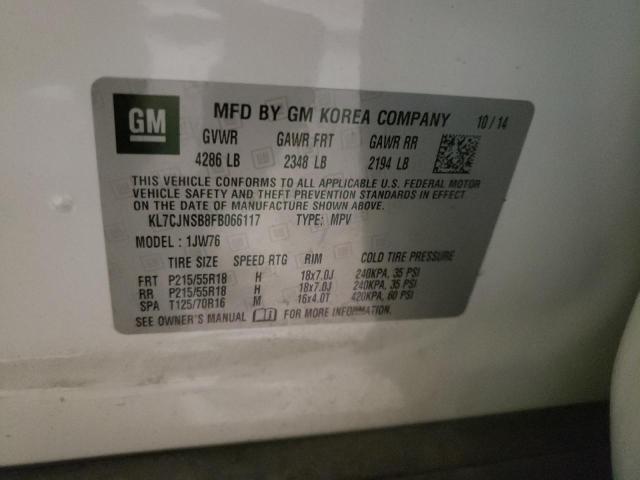 GM MFD BY GM KOREA COMPANY 10/14
GVWR GAWR FRT GAWR RR
4286 LB 2348 LB 2194 LB
THIS VEHICLE CONFORMS TO ALL APPLICABLE U.S. FEDERAL MOTOR
VEHICLE SAFETY AND THEFT PREVENTION STANDARDS IN EFFECT
ON THE DATE OF MANUFACTURE SHOWN ABOVE.
KL7CJNSB8FB066117 TYPE: MPV
MODEL : 1JW76
TIRE SIZE SPEED RTG RIM COLD TIRE PRESSURE
FRT P215/55R18 H 18x7.0J 240KPA, 35 PSI
RR P215/55R18 H 18x7.0J 240KPA, 35 PSI
SPA T125/70R16 M 16x4.0T 420KPA, 60 PSI
SEE OWNER'S MANUAL FOR MORE INFORMATION.